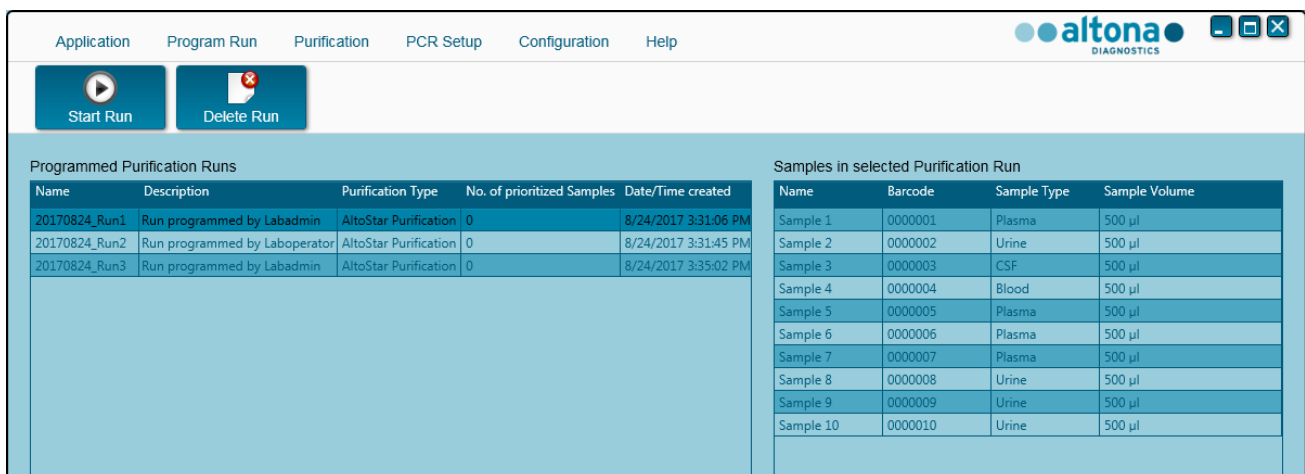 Application Program Run Purification PCR Setup Configuration Help
altona
DIAGNOSTICS
Start Run Delete Run
Programmed Purification Runs
Name Description Purification Type No. of prioritized Samples Date/Time created
20170824_Run1 Run programmed by Labadmin AltoStar Purification 0 8/24/2017 3:31:06 PM
20170824_Run2 Run programmed by Laboperator AltoStar Purification 0 8/24/2017 3:31:45 PM
20170824_Run3 Run programmed by Labadmin AltoStar Purification 0 8/24/2017 3:35:02 PM
Samples in selected Purification Run
Name Barcode Sample Type Sample Volume
Sample 1 0000001 Plasma 500 µl
Sample 2 0000002 Urine 500 µl
Sample 3 0000003 CSF 500 µl
Sample 4 0000004 Blood 500 µl
Sample 5 0000005 Plasma 500 µl
Sample 6 0000006 Plasma 500 µl
Sample 7 0000007 Plasma 500 µl
Sample 8 0000008 Urine 500 µl
Sample 9 0000009 Urine 500 µl
Sample 10 0000010 Urine 500 µl